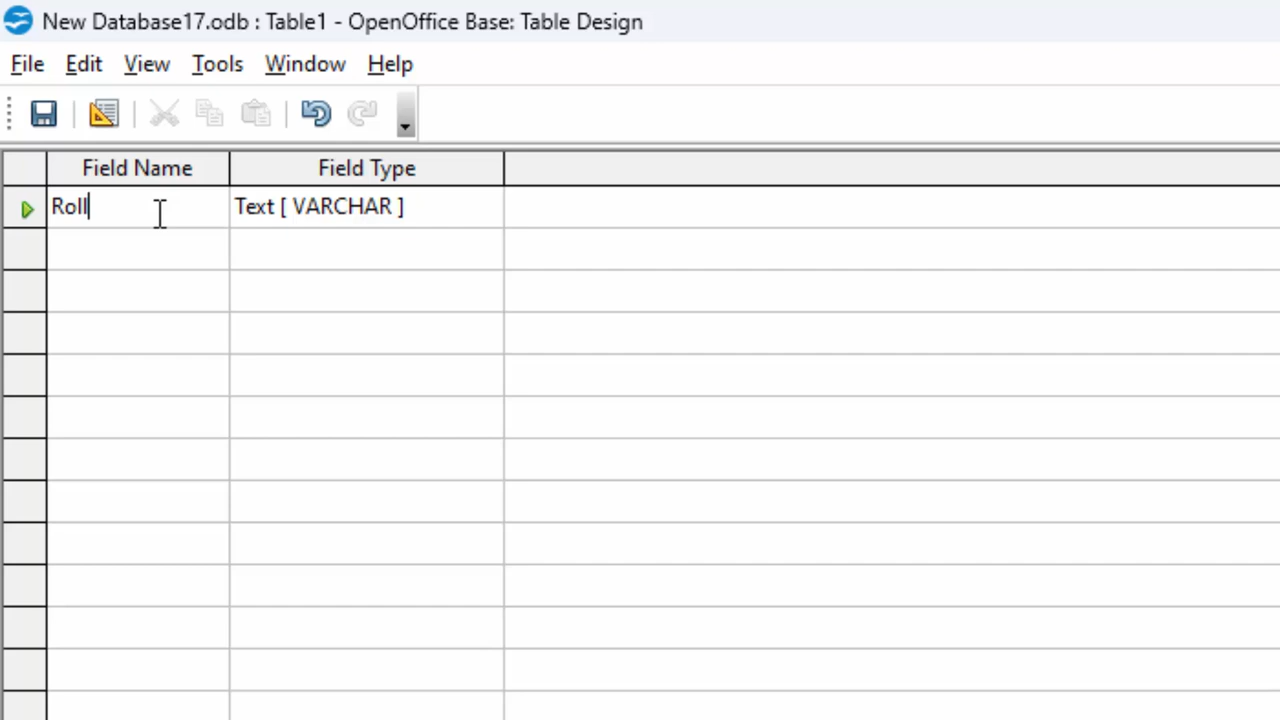 New Database17.odb : Table1 - OpenOffice Base: Table Design
File Edit View Tools Window Help
Field Name Field Type
Roll Text [ VARCHAR ]